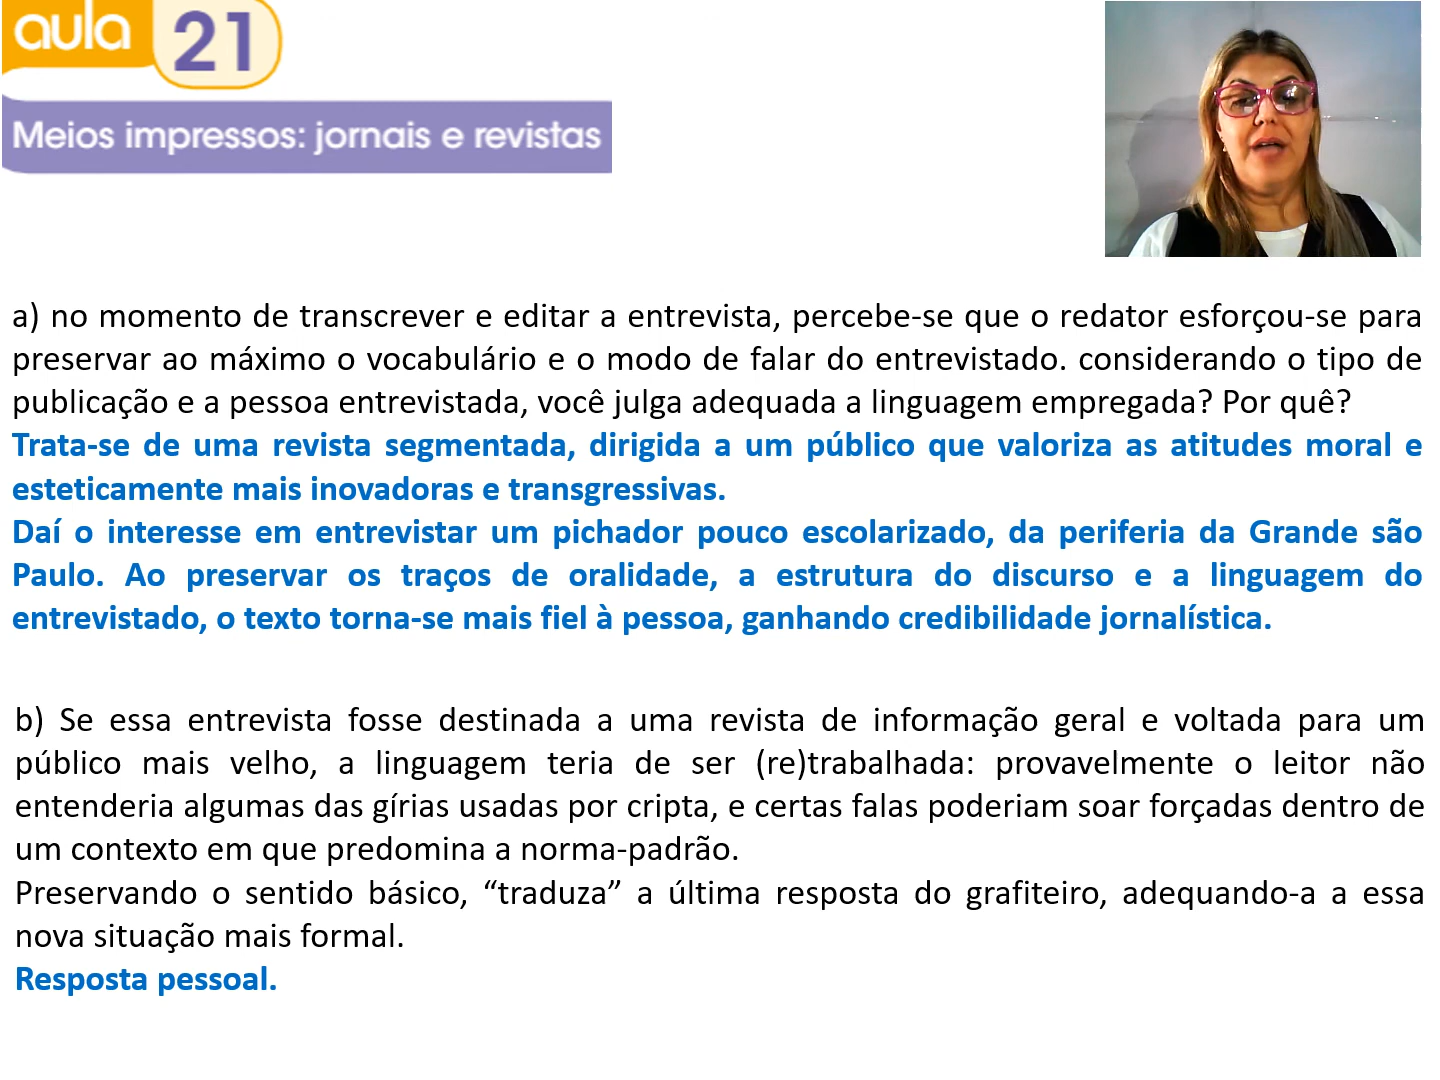 aula 21
Meios impressos: jornais e revistas
a) no momento de transcrever e editar a entrevista, percebe-se que o redator esforçou-se para
preservar ao máximo o vocabulário e o modo de falar do entrevistado. considerando o tipo de
publicação e a pessoa entrevistada, você julga adequada a linguagem empregada? Por quê?
Trata-se de uma revista segmentada, dirigida a um público que valoriza as atitudes moral e
esteticamente mais inovadoras e transgressivas.
Daí o interesse em entrevistar um pichador pouco escolarizado, da periferia da Grande são
Paulo. Ao preservar os traços de oralidade, a estrutura do discurso e a linguagem do
entrevistado, o texto torna-se mais fiel à pessoa, ganhando credibilidade jornalística.
b) Se essa entrevista fosse destinada a uma revista de informação geral e voltada para um
público mais velho, a linguagem teria de ser (re)trabalhada: provavelmente o leitor não
entenderia algumas das gírias usadas por cripta, e certas falas poderiam soar forçadas dentro de
um contexto em que predomina a norma-padrão.
Preservando o sentido básico, “traduza” a última resposta do grafiteiro, adequando-a a essa
nova situação mais formal.
Resposta pessoal.